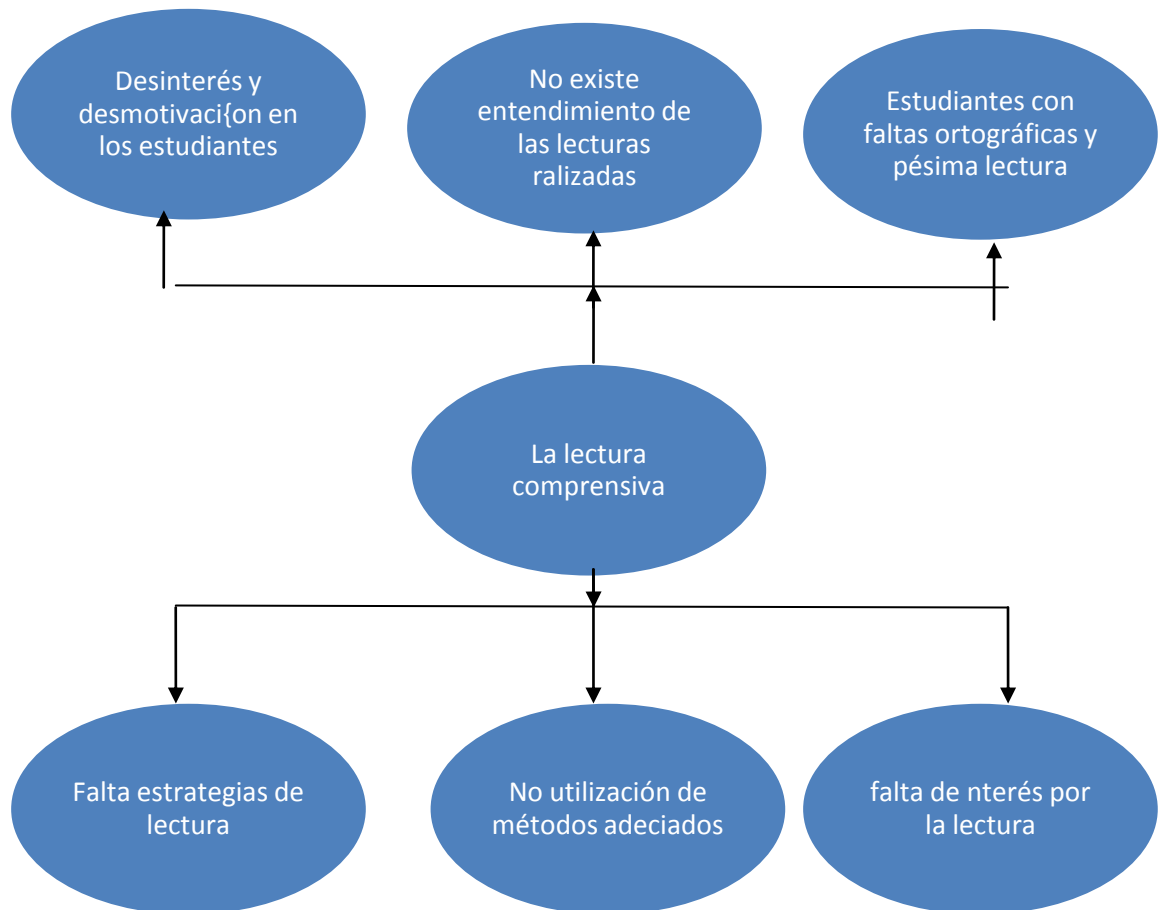 Desinterés y
desmotivaci{on en
los estudiantes
No existe
entendimiento de
las lecturas
ralizadas
Estudiantes con
faltas ortográficas y
pésima lectura
La lectura
comprensiva
Falta estrategias de
lectura
No utilización de
métodos adeciados
falta de nterés por
la lectura